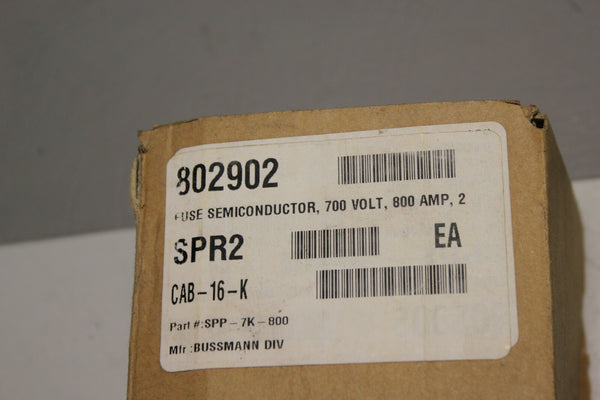 802902
FUSE SEMICONDUCTOR, 700 VOLT, 800 AMP, 2
SPR2 EA
CAB-16-K
Part #:SPP-7K-800
Mfr :BUSSMANN DIV